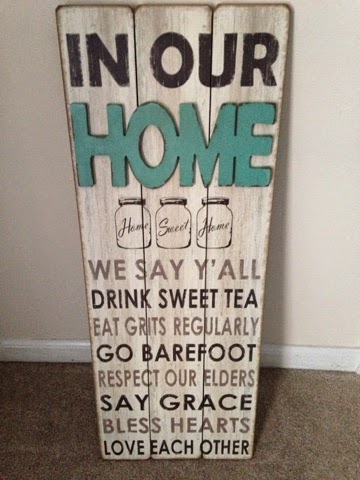 IN OUR
HOME
Home Sweet Home
WE SAY Y'ALL
DRINK SWEET TEA
EAT GRITS REGULARLY
GO BAREFOOT
RESPECT OUR ELDERS
SAY GRACE
BLESS HEARTS
LOVE EACH OTHER